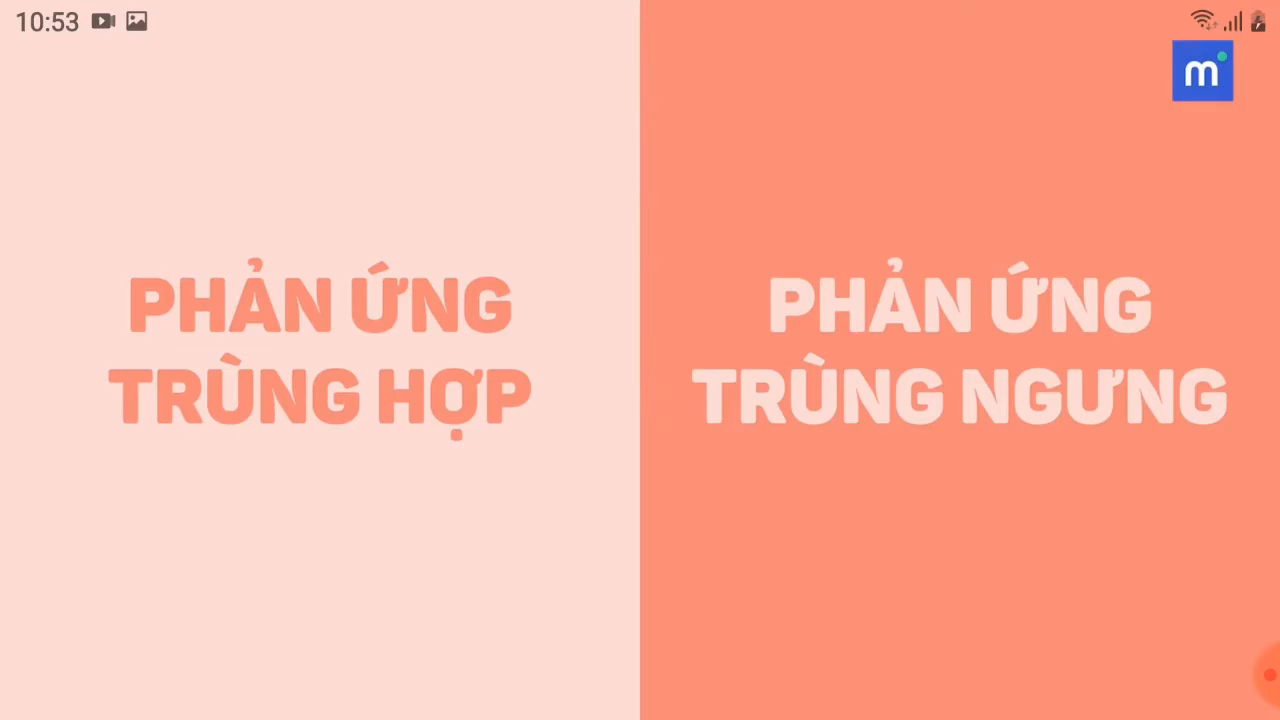 10:53
m
PHẢN ỨNG
TRÙNG HỢP
PHẢN ỨNG
TRÙNG NGƯNG